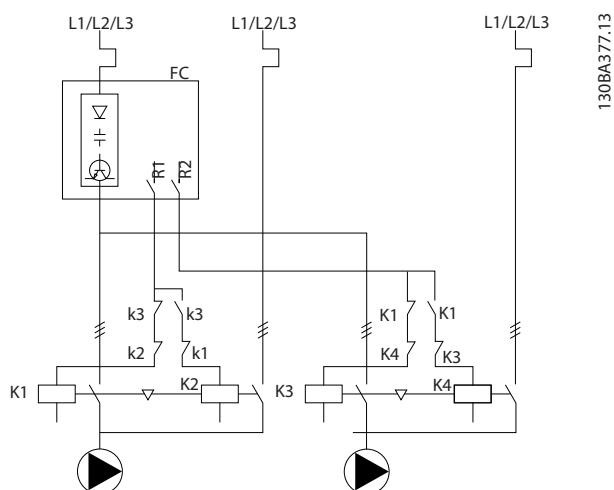 L1/L2/L3
L1/L2/L3
L1/L2/L3
FC
R1
R2
k3
k3
K1
K1
k2
k1
K4
K3
K1
K2
K3
K4
130BA377.13